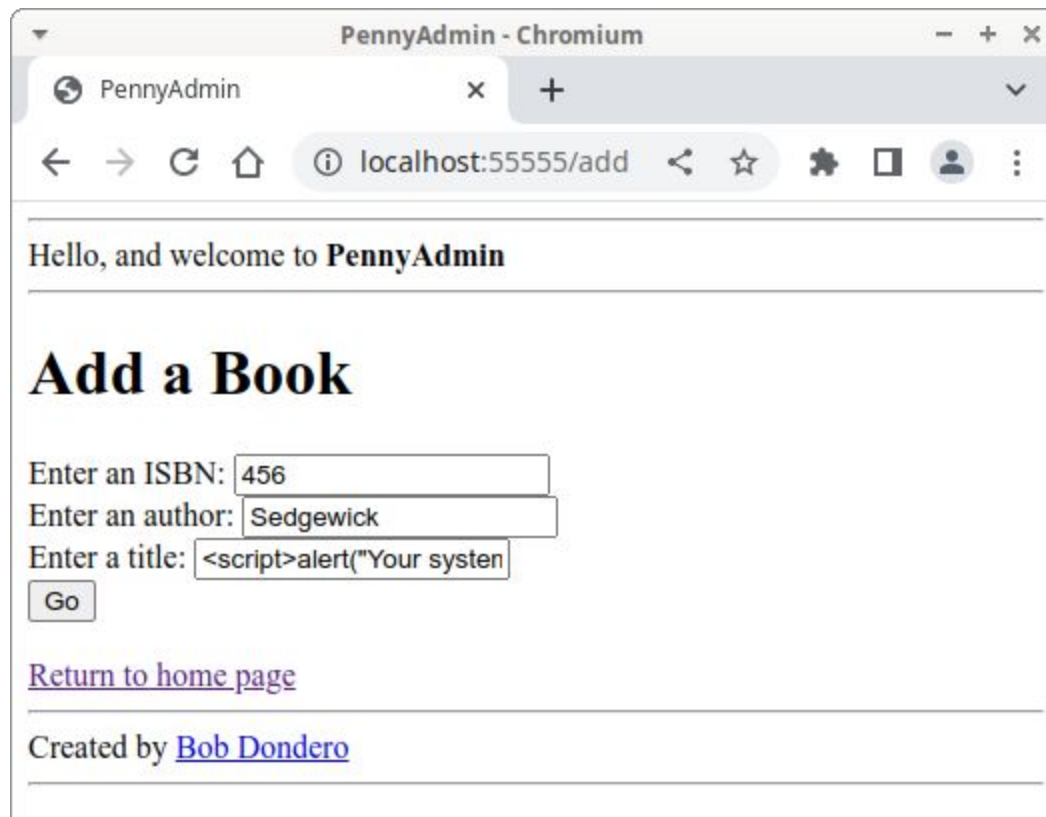 PennyAdmin - Chromium
PennyAdmin
localhost:55555/add
Hello, and welcome to PennyAdmin
Add a Book
Enter an ISBN: 456
Enter an author: Sedgewick
Enter a title: <script>alert("Your system
Go
Return to home page
Created by Bob Dondero